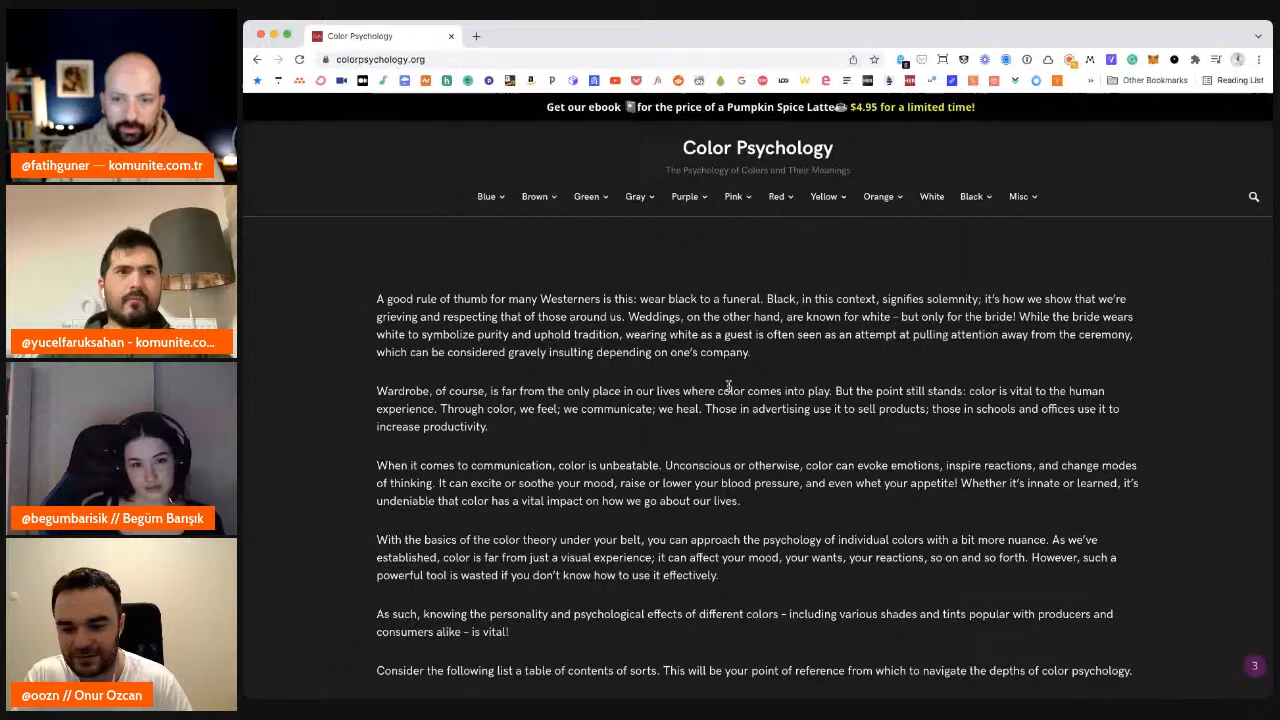 Color Psychology
colorpsychology.org
Other Bookmarks
Reading List
Get our ebook for the price of a Pumpkin Spice Latte $4.95 for a limited time!
Color Psychology
The Psychology of Colors and Their Meanings
Blue Brown Green Gray Purple Pink Red Yellow Orange White Black Misc
A good rule of thumb for many Westerners is this: wear black to a funeral. Black, in this context, signifies solemnity; it's how we show that we're
grieving and respecting that of those around us. Weddings, on the other hand, are known for white – but only for the bride! While the bride wears
white to symbolize purity and uphold tradition, wearing white as a guest is often seen as an attempt at pulling attention away from the ceremony,
which can be considered gravely insulting depending on one's company.
Wardrobe, of course, is far from the only place in our lives where color comes into play. But the point still stands: color is vital to the human
experience. Through color, we feel; we communicate; we heal. Those in advertising use it to sell products; those in schools and offices use it to
increase productivity.
When it comes to communication, color is unbeatable. Unconscious or otherwise, color can evoke emotions, inspire reactions, and change modes
of thinking. It can excite or soothe your mood, raise or lower your blood pressure, and even whet your appetite! Whether it's innate or learned, it's
undeniable that color has a vital impact on how we go about our lives.
With the basics of the color theory under your belt, you can approach the psychology of individual colors with a bit more nuance. As we've
established, color is far from just a visual experience; it can affect your mood, your wants, your reactions, so on and so forth. However, such a
powerful tool is wasted if you don't know how to use it effectively.
As such, knowing the personality and psychological effects of different colors – including various shades and tints popular with producers and
consumers alike – is vital!
Consider the following list a table of contents of sorts. This will be your point of reference from which to navigate the depths of color psychology.
3
@fatihguner — komunite.com.tr
@yucelfaruksahan - komunite.co...
@begumbarisik // Begüm Barışık
@oozn // Onur Ozcan